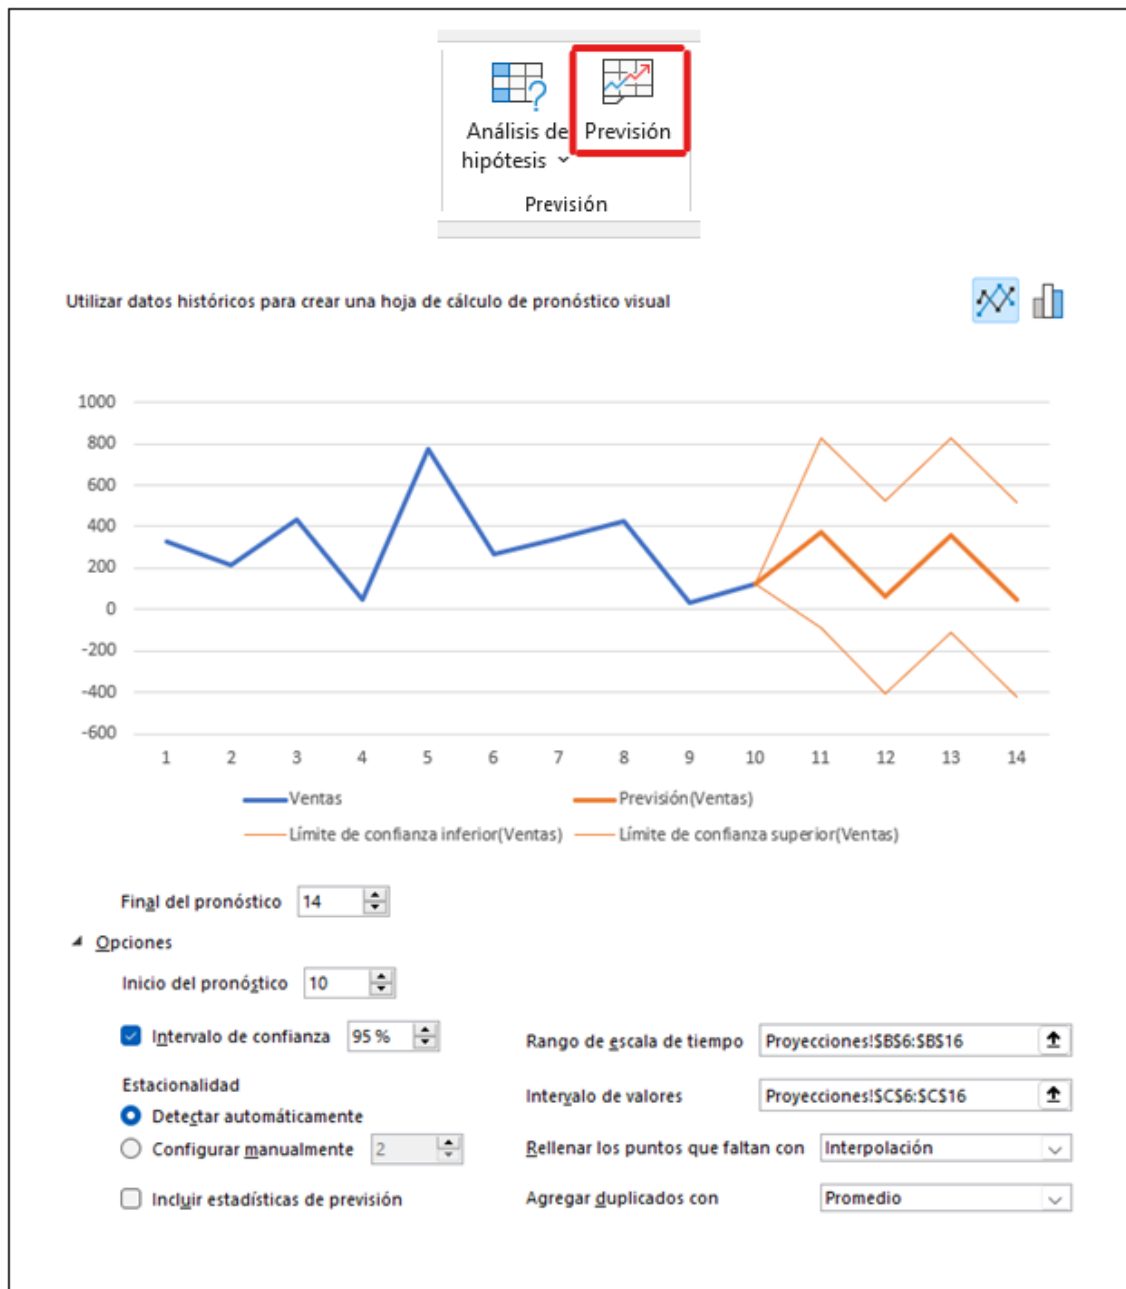 Análisis de Previsión
hipótesis
Previsión
Utilizar datos históricos para crear una hoja de cálculo de pronóstico visual
1000
800
600
400
200
0
-200
-400
-600
1 2 3 4 5 6 7 8 9 10 11 12 13 14
Ventas Previsión(Ventas)
Límite de confianza inferior(Ventas) Límite de confianza superior(Ventas)
Final del pronóstico 14
Opciones
Inicio del pronóstico 10
Intervalo de confianza 95 % Rango de escala de tiempo Proyecciones!$B$6:$B$16
Estacionalidad Intervalo de valores Proyecciones!$C$6:$C$16
Detectar automáticamente
Configurar manualmente 2 Rellenar los puntos que faltan con Interpolación
Incluir estadísticas de previsión Agregar duplicados con Promedio